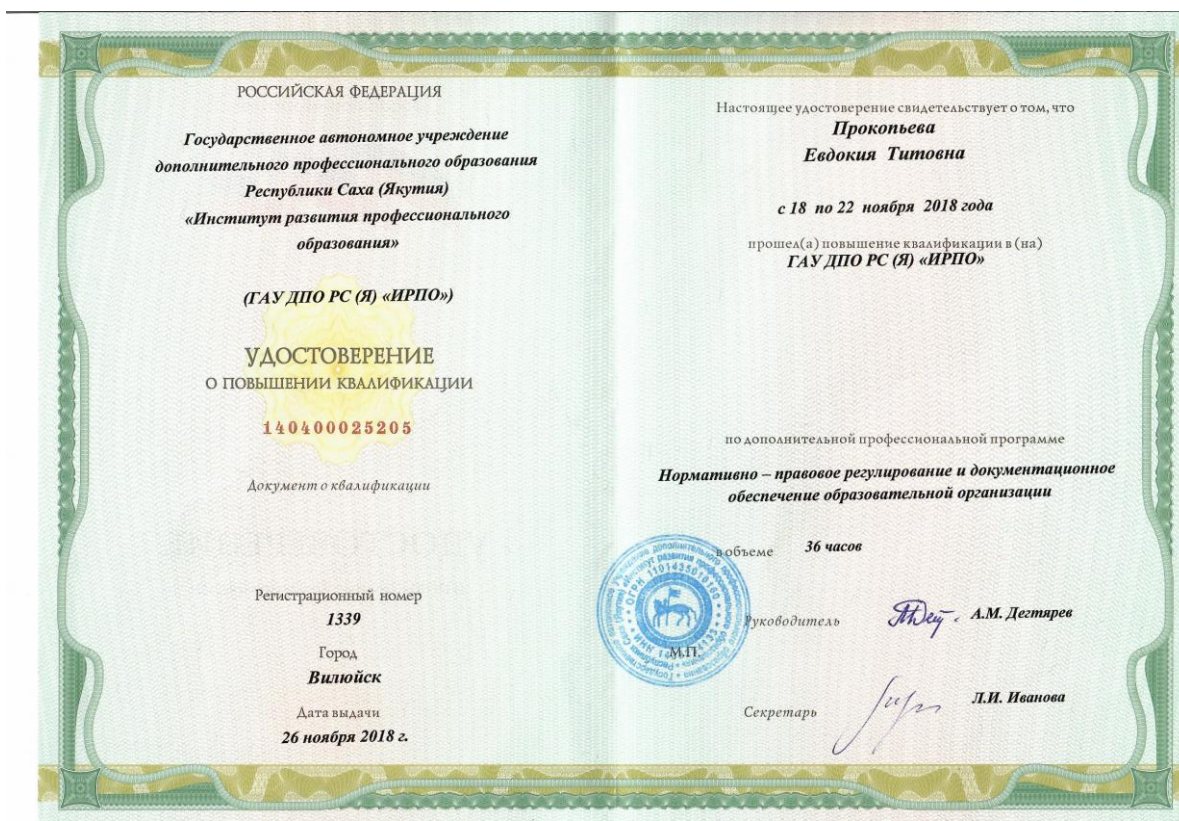 РОССИЙСКАЯ ФЕДЕРАЦИЯ
Государственное автономное учреждение
дополнительного профессионального образования
Республики Саха (Якутия)
«Институт развития профессионального
образования»
(ГАУ ДПО РС (Я) «ИРПО»)
УДОСТОВЕРЕНИЕ
О ПОВЫШЕНИИ КВАЛИФИКАЦИИ
140400025205
Документ о квалификации
Регистрационный номер
1339
Город
Вилюйск
Дата выдачи
26 ноября 2018 г.
Настоящее удостоверение свидетельствует о том, что
Прокопьева
Евдокия Титовна
с 18 по 22 ноября 2018 года
прошел(а) повышение квалификации в (на)
ГАУ ДПО РС (Я) «ИРПО»
по дополнительной профессиональной программе
Нормативно – правовое регулирование и документационное
обеспечение образовательной организации
в объеме 36 часов
Руководитель А.М. Дегтярев
М.П.
Секретарь Л.И. Иванова